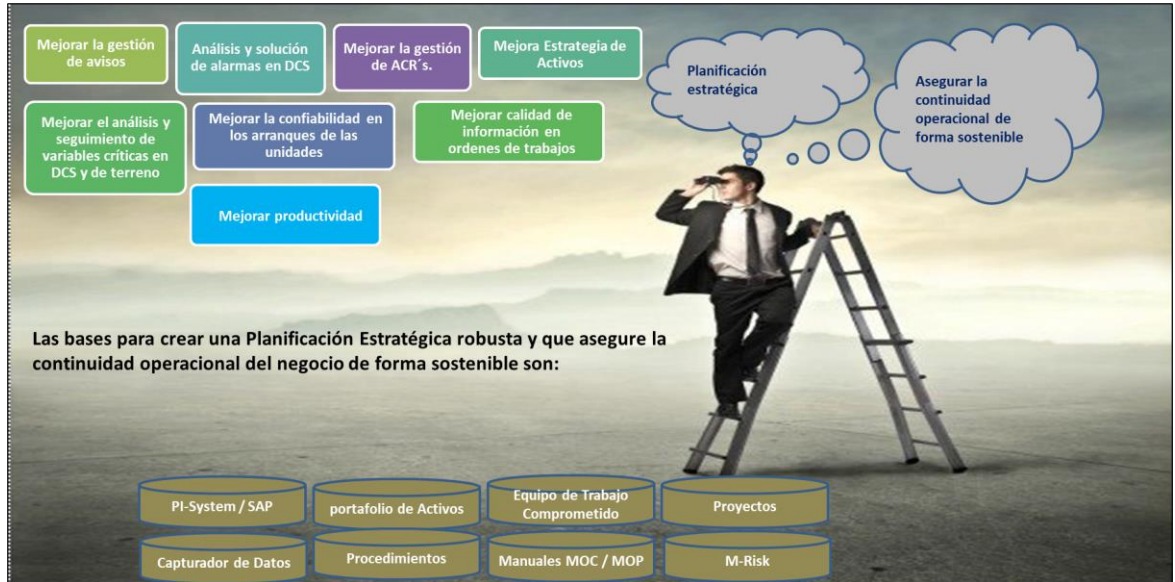 Mejorar la gestión
de avisos
Análisis y solución
de alarmas en DCS
Mejorar la gestión
de ACR´s.
Mejora Estrategia de
Activos
Planificación
estratégica
Asegurar la
continuidad
operacional de
forma sostenible
Mejorar el análisis y
seguimiento de
variables críticas en
DCS y de terreno
Mejorar la confiabilidad en
los arranques de las
unidades
Mejorar calidad de
información en
ordenes de trabajos
Mejorar productividad
Las bases para crear una Planificación Estratégica robusta y que asegure la
continuidad operacional del negocio de forma sostenible son:
PI-System / SAP
portafolio de Activos
Equipo de Trabajo
Comprometido
Proyectos
Capturador de Datos
Procedimientos
Manuales MOC / MOP
M-Risk